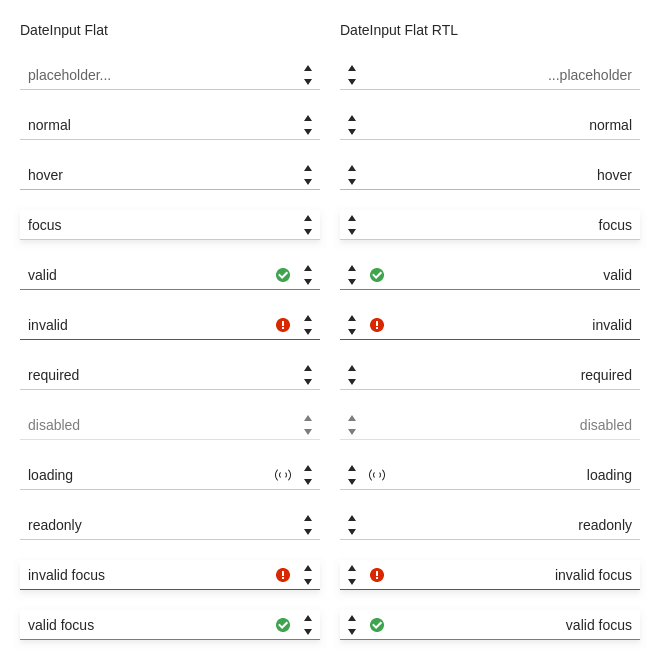 DateInput Flat
DateInput Flat RTL
placeholder...
...placeholder
normal
normal
hover
hover
focus
focus
valid
valid
invalid
invalid
required
required
disabled
disabled
loading
loading
readonly
readonly
invalid focus
invalid focus
valid focus
valid focus